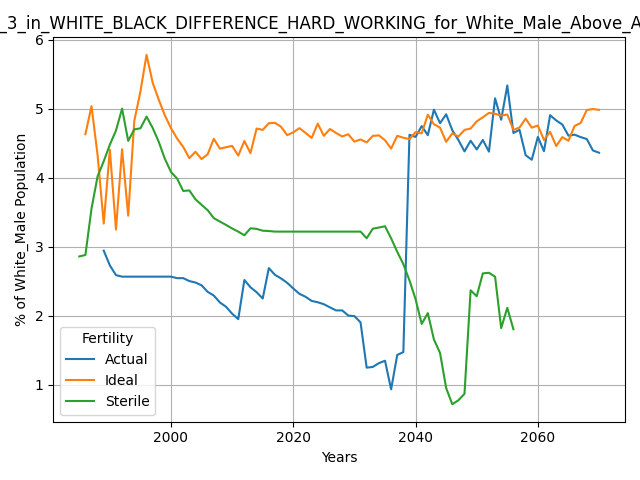 _3_in_WHITE_BLACK_DIFFERENCE_HARD_WORKING_for_White_Male_Above_A
6
5
4
3
2
1
% of White_Male Population
Fertility
Actual
Ideal
Sterile
2000
2020
2040
2060
Years